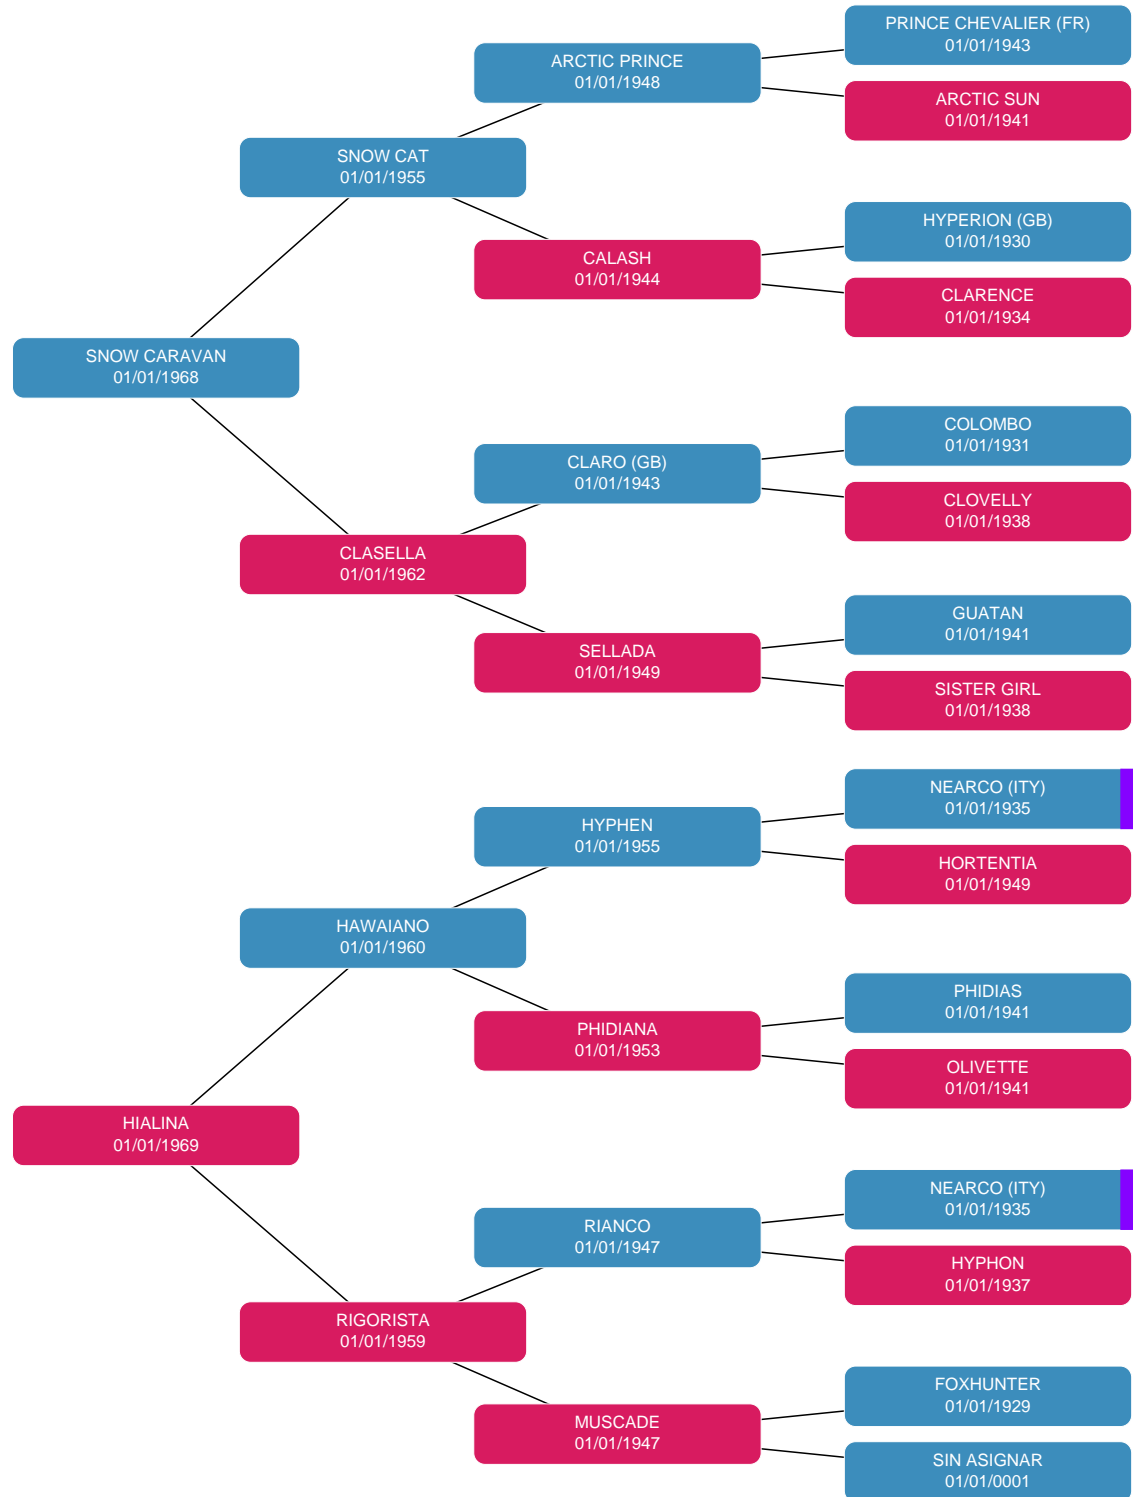 PRINCE CHEVALIER (FR)
01/01/1943
ARCTIC PRINCE
01/01/1948
ARCTIC SUN
01/01/1941
SNOW CAT
01/01/1955
HYPERION (GB)
01/01/1930
CALASH
01/01/1944
CLARENCE
01/01/1934
SNOW CARAVAN
01/01/1968
COLOMBO
01/01/1931
CLARO (GB)
01/01/1943
CLOVELLY
01/01/1938
CLASELLA
01/01/1962
GUATAN
01/01/1941
SELLADA
01/01/1949
SISTER GIRL
01/01/1938
NEARCO (ITY)
01/01/1935
HYPHEN
01/01/1955
HORTENTIA
01/01/1949
HAWAIANO
01/01/1960
PHIDIAS
01/01/1941
PHIDIANA
01/01/1953
OLIVETTE
01/01/1941
HIALINA
01/01/1969
NEARCO (ITY)
01/01/1935
RIANCO
01/01/1947
HYPHON
01/01/1937
RIGORISTA
01/01/1959
FOXHUNTER
01/01/1929
MUSCADE
01/01/1947
SIN ASIGNAR
01/01/0001